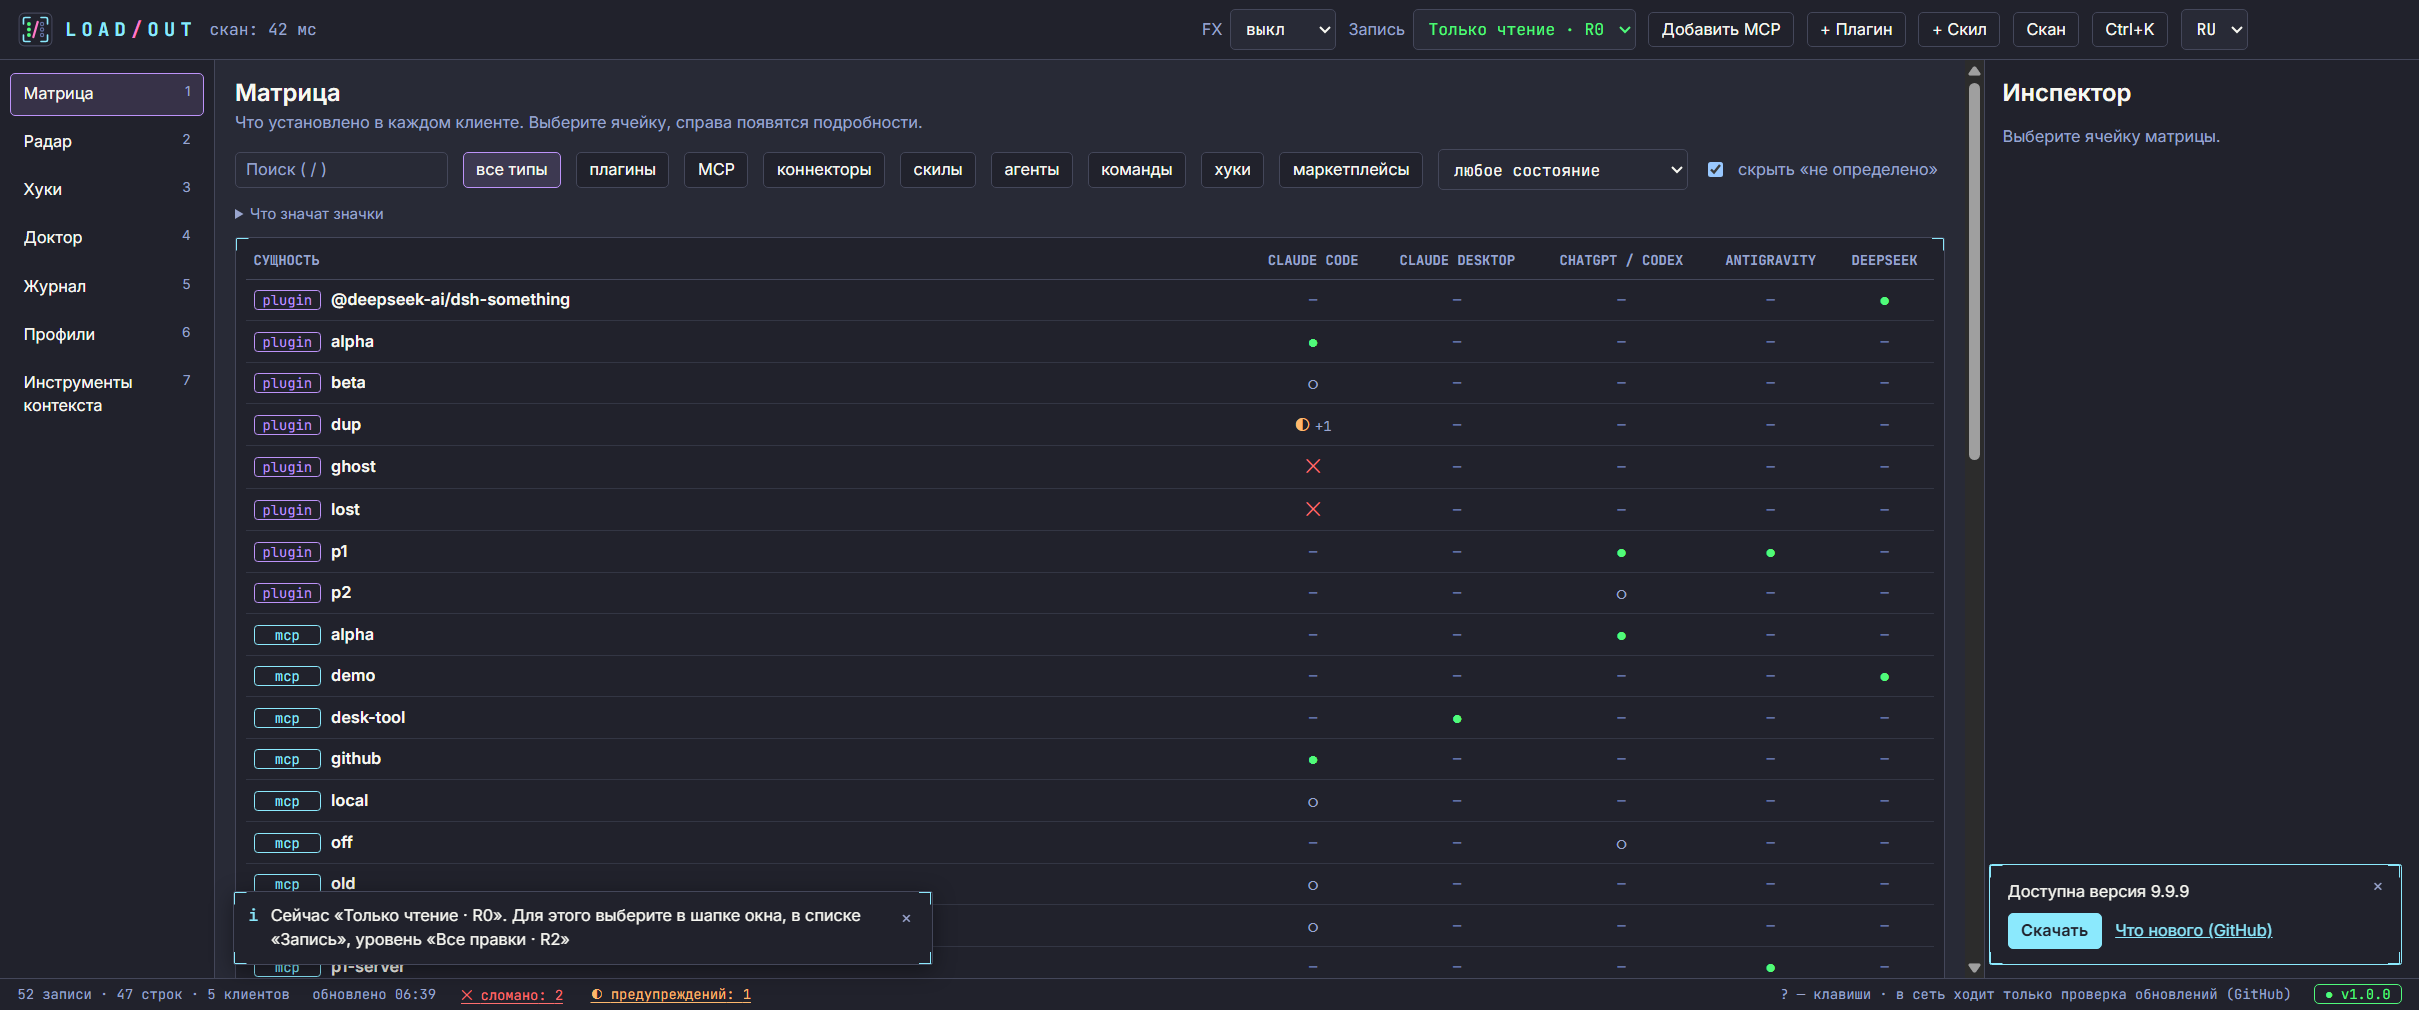 LOAD/OUT скан: 42 мс FX выкл Запись Только чтение · R0 Добавить MCP + Плагин + Скил Скан Ctrl+K RU
Матрица 1
Радар 2
Хуки 3
Доктор 4
Журнал 5
Профили 6
Инструменты контекста 7
Матрица
Что установлено в каждом клиенте. Выберите ячейку, справа появятся подробности.
Поиск ( / ) все типы плагины MCP коннекторы скилы агенты команды хуки маркетплейсы любое состояние скрыть «не определено»
▶ Что значат значки
СУЩНОСТЬ CLAUDE CODE CLAUDE DESKTOP CHATGPT / CODEX ANTIGRAVITY DEEPSEEK
plugin @deepseek-ai/dsh-something – – – – ●
plugin alpha ● – – – –
plugin beta ○ – – – –
plugin dup ◐ +1 – – – –
plugin ghost ✕ – – – –
plugin lost ✕ – – – –
plugin p1 – – ● ● –
plugin p2 – – ○ – –
mcp alpha – – ● – –
mcp demo – – – – ●
mcp desk-tool – ● – – –
mcp github ● – – – –
mcp local ○ – – – –
mcp off – – ○ – –
mcp old ○ – – – –
○ – – – –
mcp p1-server – – – ● –
i Сейчас «Только чтение · R0». Для этого выберите в шапке окна, в списке
«Запись», уровень «Все правки · R2» ×
Инспектор
Выберите ячейку матрицы.
Доступна версия 9.9.9 ×
Скачать Что нового (GitHub)
52 записи · 47 строк · 5 клиентов обновлено 06:39 ✕ сломано: 2 ◐ предупреждений: 1 ? — клавиши · в сеть ходит только проверка обновлений (GitHub) ● v1.0.0